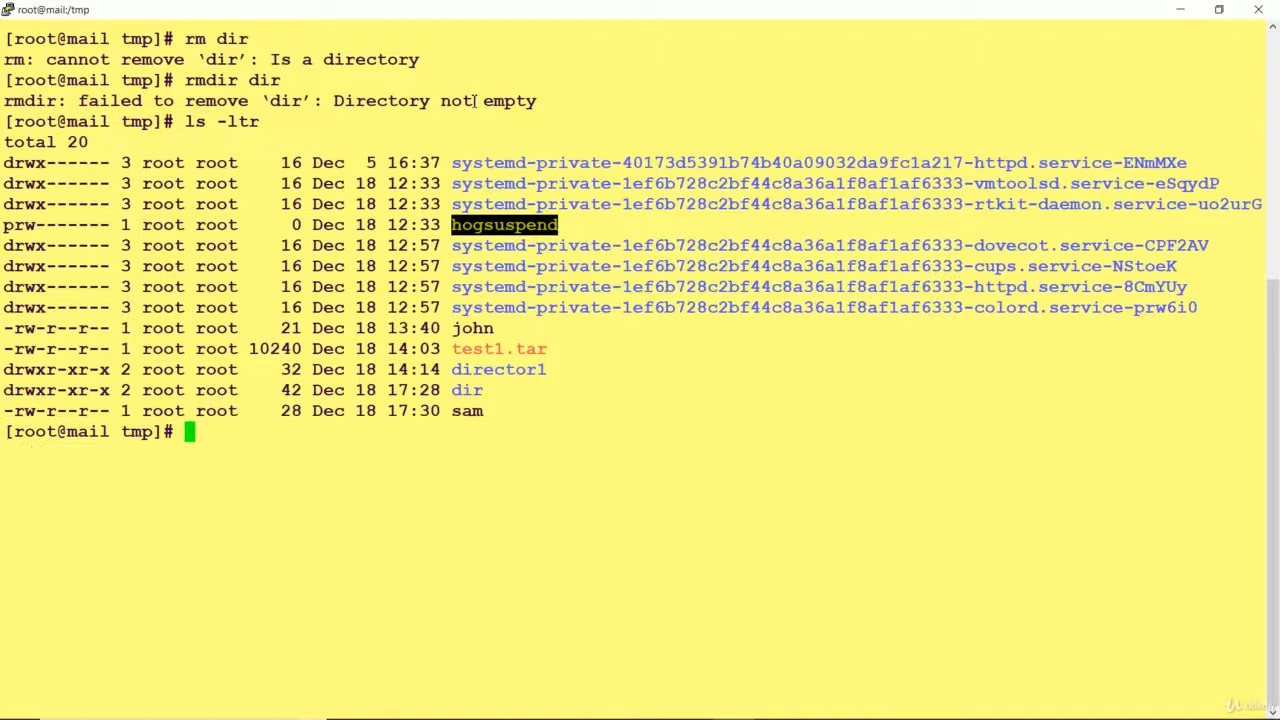 root@mail:/tmp
[root@mail tmp]# rm dir
rm: cannot remove ‘dir’: Is a directory
[root@mail tmp]# rmdir dir
rmdir: failed to remove ‘dir’: Directory not empty
[root@mail tmp]# ls -ltr
total 20
drwx------ 3 root root    16 Dec  5 16:37 systemd-private-40173d5391b74b40a09032da9fc1a217-httpd.service-ENmMXe
drwx------ 3 root root    16 Dec 18 12:33 systemd-private-1ef6b728c2bf44c8a36a1f8af1af6333-vmtoolsd.service-eSqydP
drwx------ 3 root root    16 Dec 18 12:33 systemd-private-1ef6b728c2bf44c8a36a1f8af1af6333-rtkit-daemon.service-uo2urG
prw------- 1 root root     0 Dec 18 12:33 hogsuspend
drwx------ 3 root root    16 Dec 18 12:57 systemd-private-1ef6b728c2bf44c8a36a1f8af1af6333-dovecot.service-CPF2AV
drwx------ 3 root root    16 Dec 18 12:57 systemd-private-1ef6b728c2bf44c8a36a1f8af1af6333-cups.service-NStoeK
drwx------ 3 root root    16 Dec 18 12:57 systemd-private-1ef6b728c2bf44c8a36a1f8af1af6333-httpd.service-8CmYUy
drwx------ 3 root root    16 Dec 18 12:57 systemd-private-1ef6b728c2bf44c8a36a1f8af1af6333-colord.service-prw6i0
-rw-r--r-- 1 root root    21 Dec 18 13:40 john
-rw-r--r-- 1 root root 10240 Dec 18 14:03 test1.tar
drwxr-xr-x 2 root root    32 Dec 18 14:14 director1
drwxr-xr-x 2 root root    42 Dec 18 17:28 dir
-rw-r--r-- 1 root root    28 Dec 18 17:30 sam
[root@mail tmp]#